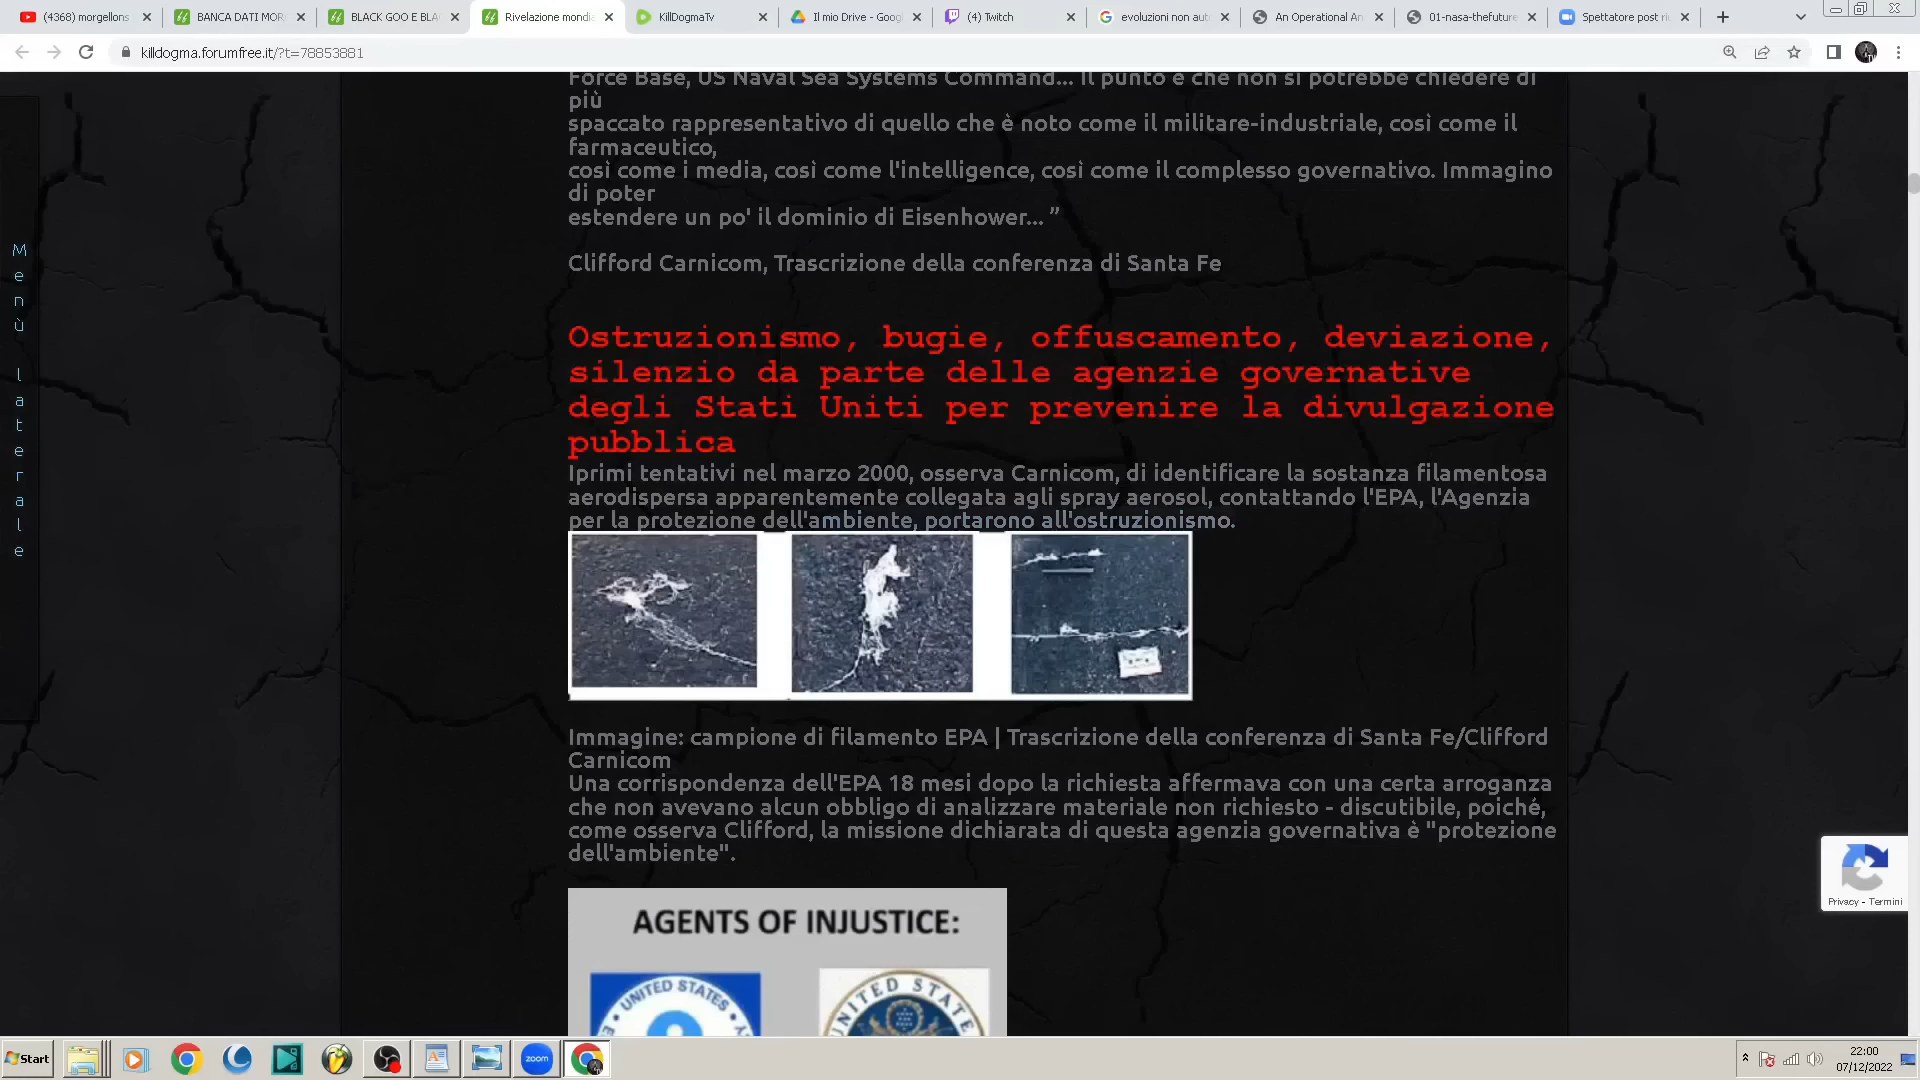 (4368) morgellons
BANCA DATI MOR
BLACK GOO E BLA
Rivelazione mondia
KillDogmaTv
Il mio Drive - Goog
(4) Twitch
evoluzioni non aut
An Operational An
01-nasa-thefuture
Spettatore post ri
killdogma.forumfree.it/?t=78853881
Menù laterale
Force Base, US Naval Sea Systems Command... Il punto è che non si potrebbe chiedere di
più
spaccato rappresentativo di quello che è noto come il militare-industriale, così come il
farmaceutico,
così come i media, così come l'intelligence, così come il complesso governativo. Immagino
di poter
estendere un po' il dominio di Eisenhower... ”
Clifford Carnicom, Trascrizione della conferenza di Santa Fe
Ostruzionismo, bugie, offuscamento, deviazione,
silenzio da parte delle agenzie governative
degli Stati Uniti per prevenire la divulgazione
pubblica
Iprimi tentativi nel marzo 2000, osserva Carnicom, di identificare la sostanza filamentosa
aerodispersa apparentemente collegata agli spray aerosol, contattando l'EPA, l'Agenzia
per la protezione dell'ambiente, portarono all'ostruzionismo.
Immagine: campione di filamento EPA | Trascrizione della conferenza di Santa Fe/Clifford
Carnicom
Una corrispondenza dell'EPA 18 mesi dopo la richiesta affermava con una certa arroganza
che non avevano alcun obbligo di analizzare materiale non richiesto - discutibile, poiché,
come osserva Clifford, la missione dichiarata di questa agenzia governativa è "protezione
dell'ambiente".
AGENTS OF INJUSTICE:
UNITED STATES
UNITED STATES
Privacy - Termini
Start
zoom
22:00
07/12/2022